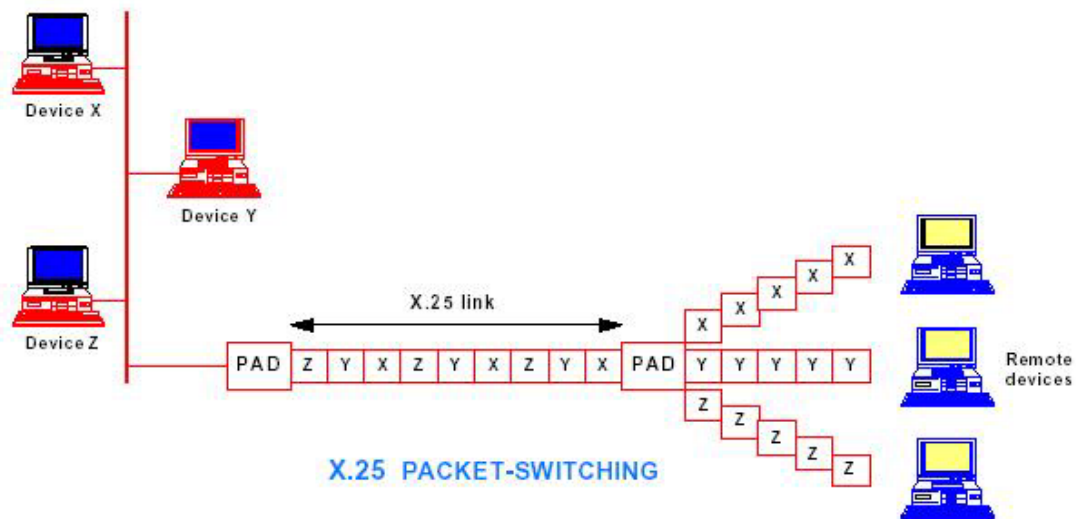 Device X
Device Y
Device Z
X.25 link
PAD Z Y X Z Y X Z Y X PAD
X X X X X
Y Y Y Y Y
Z Z Z Z Z
Remote
devices
X.25 PACKET-SWITCHING